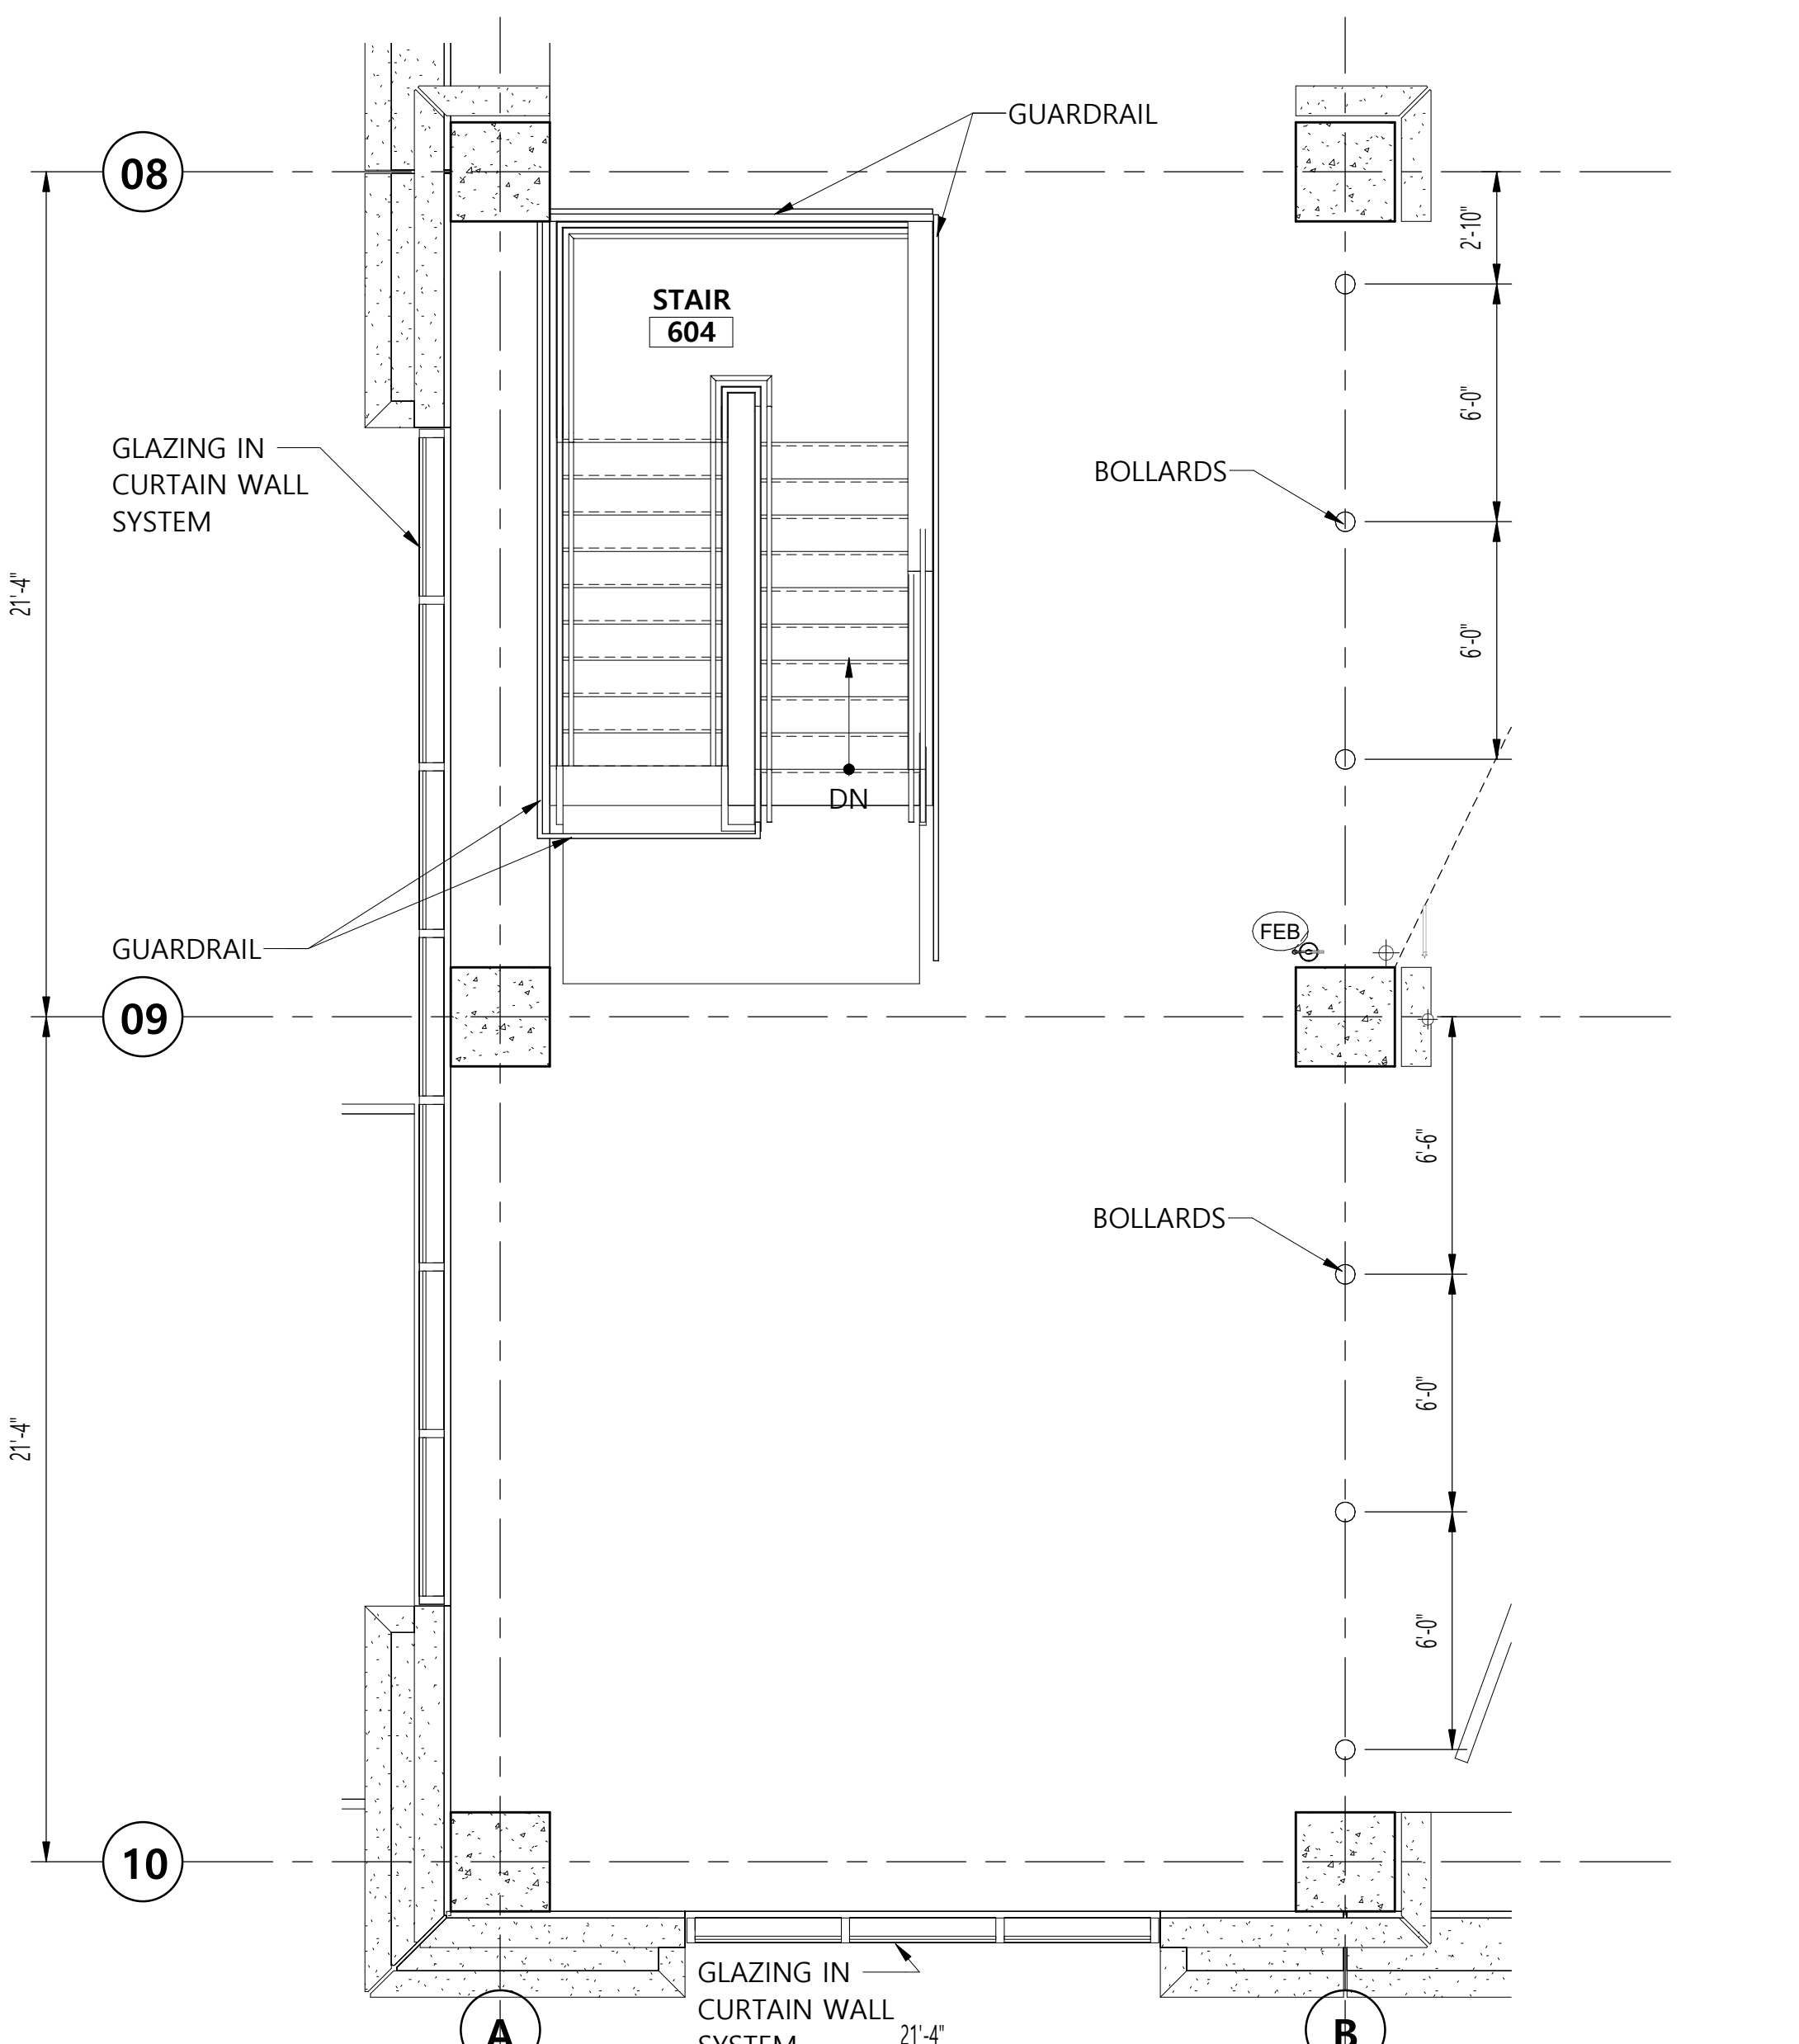 GUARDRAIL
08
2'-10"
STAIR
604
6'-0"
GLAZING IN
CURTAIN WALL
SYSTEM
BOLLARDS
21'-4"
6'-0"
DN
FEB
GUARDRAIL
09
6'-6"
BOLLARDS
6'-0"
21'-4"
6'-0"
10
GLAZING IN
CURTAIN WALL
SYSTEM
21'-4"
A
B